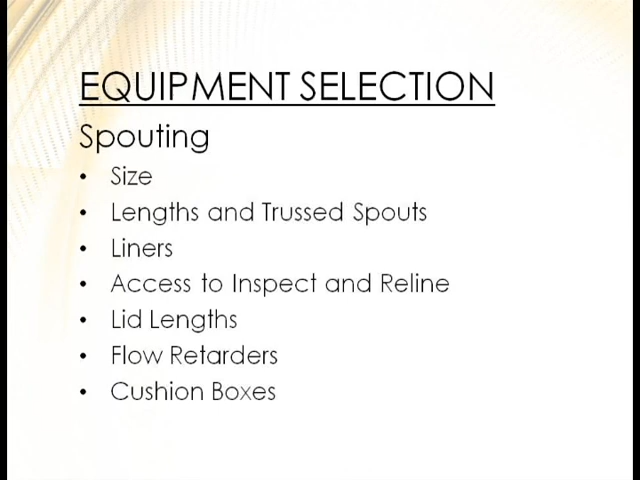 EQUIPMENT SELECTION
Spouting
• Size
• Lengths and Trussed Spouts
• Liners
• Access to Inspect and Reline
• Lid Lengths
• Flow Retarders
• Cushion Boxes